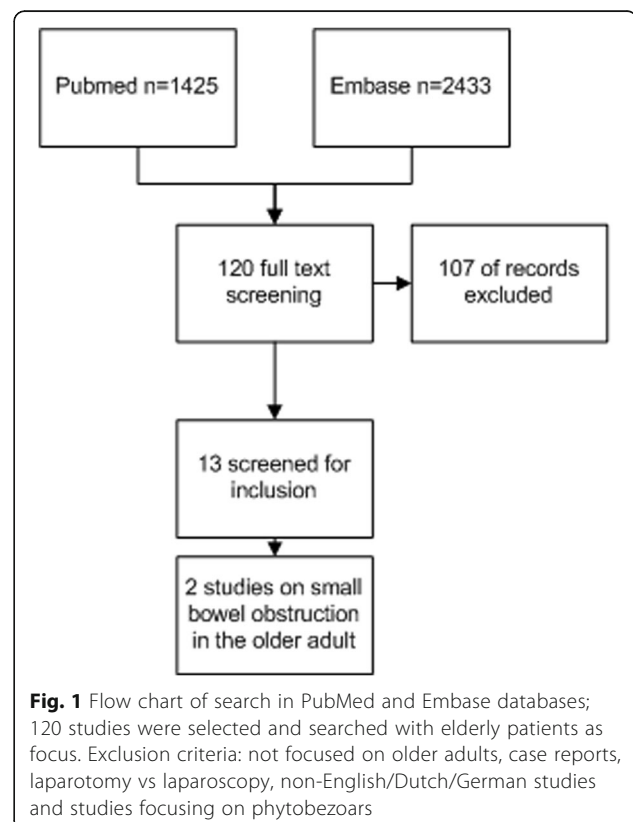 Pubmed n=1425
Embase n=2433
120 full text
screening
107 of records
excluded
13 screened for
inclusion
2 studies on small
bowel obstruction
in the older adult
Fig. 1 Flow chart of search in PubMed and Embase databases;
120 studies were selected and searched with elderly patients as
focus. Exclusion criteria: not focused on older adults, case reports,
laparotomy vs laparoscopy, non-English/Dutch/German studies
and studies focusing on phytobezoars